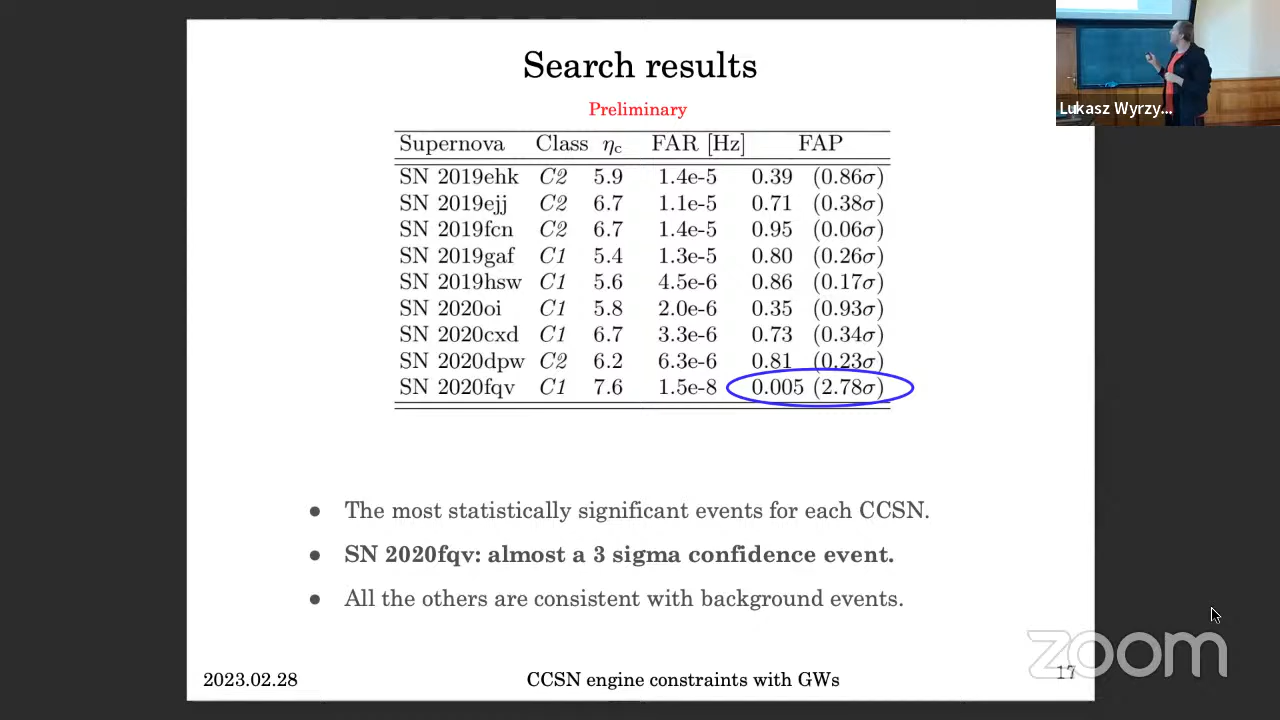 Search results
Preliminary
Supernova Class ηc FAR [Hz] FAP
SN 2019ehk C2 5.9 1.4e-5 0.39 (0.86σ)
SN 2019ejj C2 6.7 1.1e-5 0.71 (0.38σ)
SN 2019fcn C2 6.7 1.4e-5 0.95 (0.06σ)
SN 2019gaf C1 5.4 1.3e-5 0.80 (0.26σ)
SN 2019hsw C1 5.6 4.5e-6 0.86 (0.17σ)
SN 2020oi C1 5.8 2.0e-6 0.35 (0.93σ)
SN 2020cxd C1 6.7 3.3e-6 0.73 (0.34σ)
SN 2020dpw C2 6.2 6.3e-6 0.81 (0.23σ)
SN 2020fqv C1 7.6 1.5e-8 0.005 (2.78σ)
● The most statistically significant events for each CCSN.
● SN 2020fqv: almost a 3 sigma confidence event.
● All the others are consistent with background events.
2023.02.28 CCSN engine constraints with GWs 17
Lukasz Wyrzy...
zoom